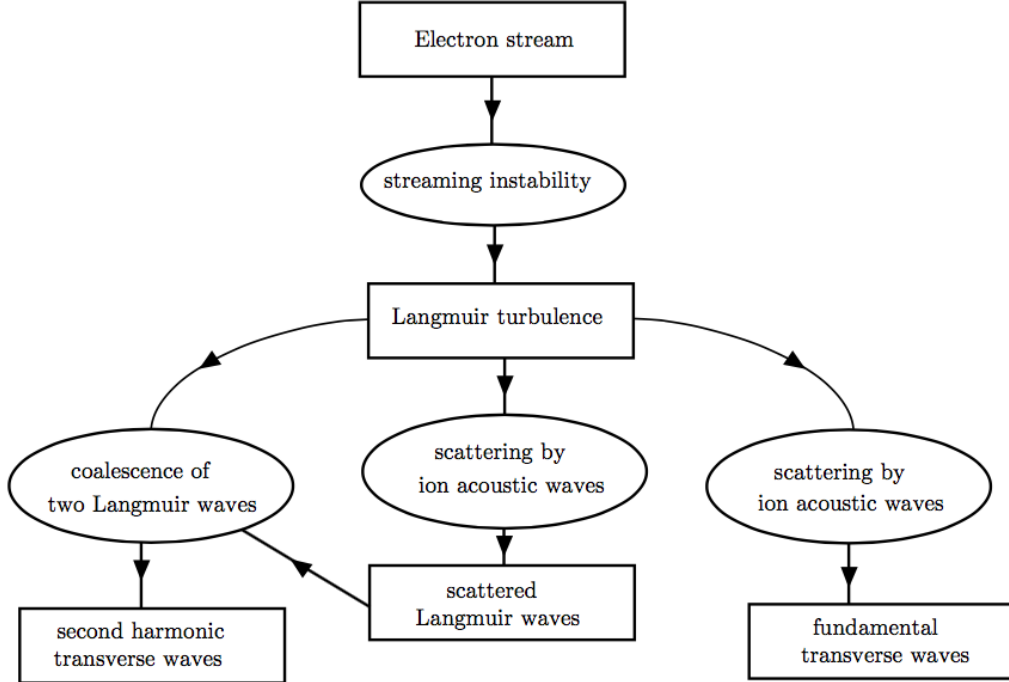 Electron stream
streaming instability
Langmuir turbulence
coalescence of
two Langmuir waves
scattering by
ion acoustic waves
scattering by
ion acoustic waves
second harmonic
transverse waves
scattered
Langmuir waves
fundamental
transverse waves